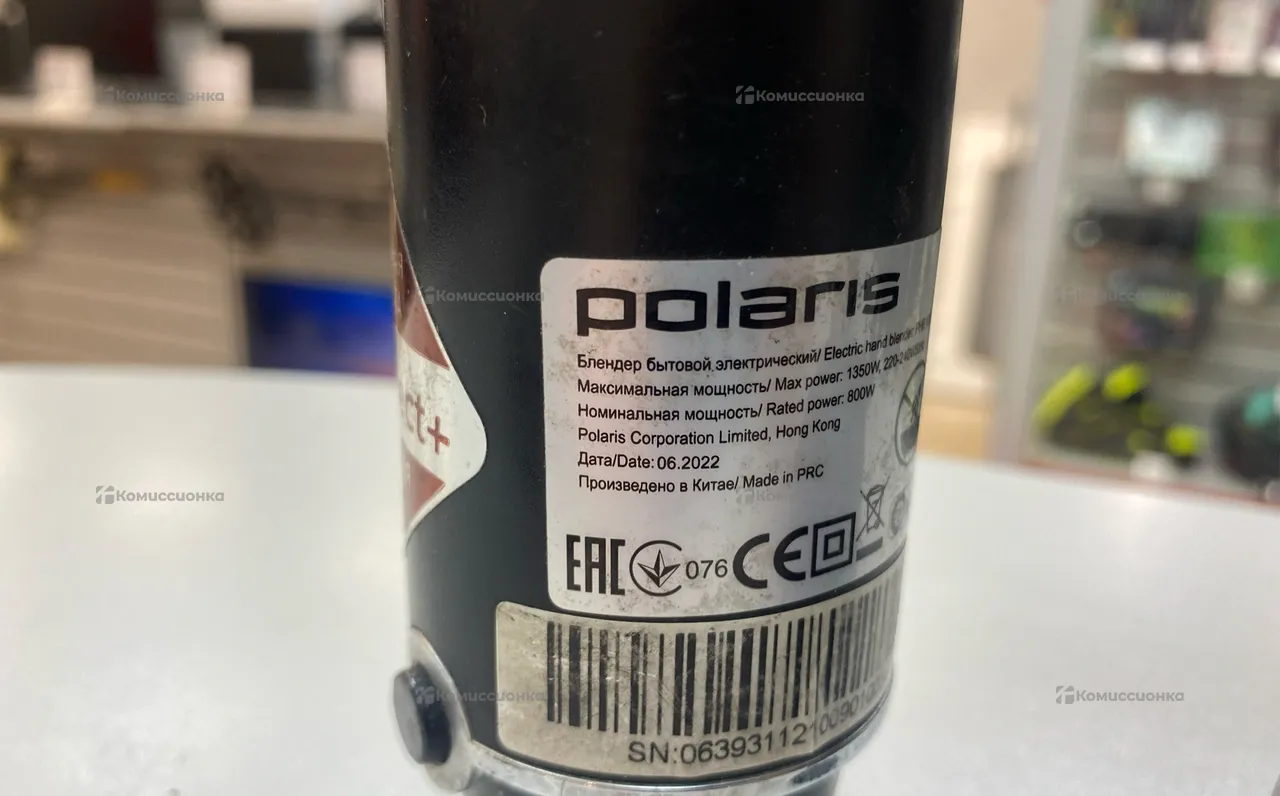 polaris
Блендер бытовой электрический/ Electric hand blender
Максимальная мощность/ Max power: 1350W,
Номинальная мощность/ Rated power: 800W
Polaris Corporation Limited, Hong Kong
Дата/Date: 06.2022
Произведено в Китае/ Made in PRC
EAC 076 CE
ct+
Комиссионка
Комиссионка
Комиссионка
Комиссионка
Комиссионка
Комиссионка
Комиссионка